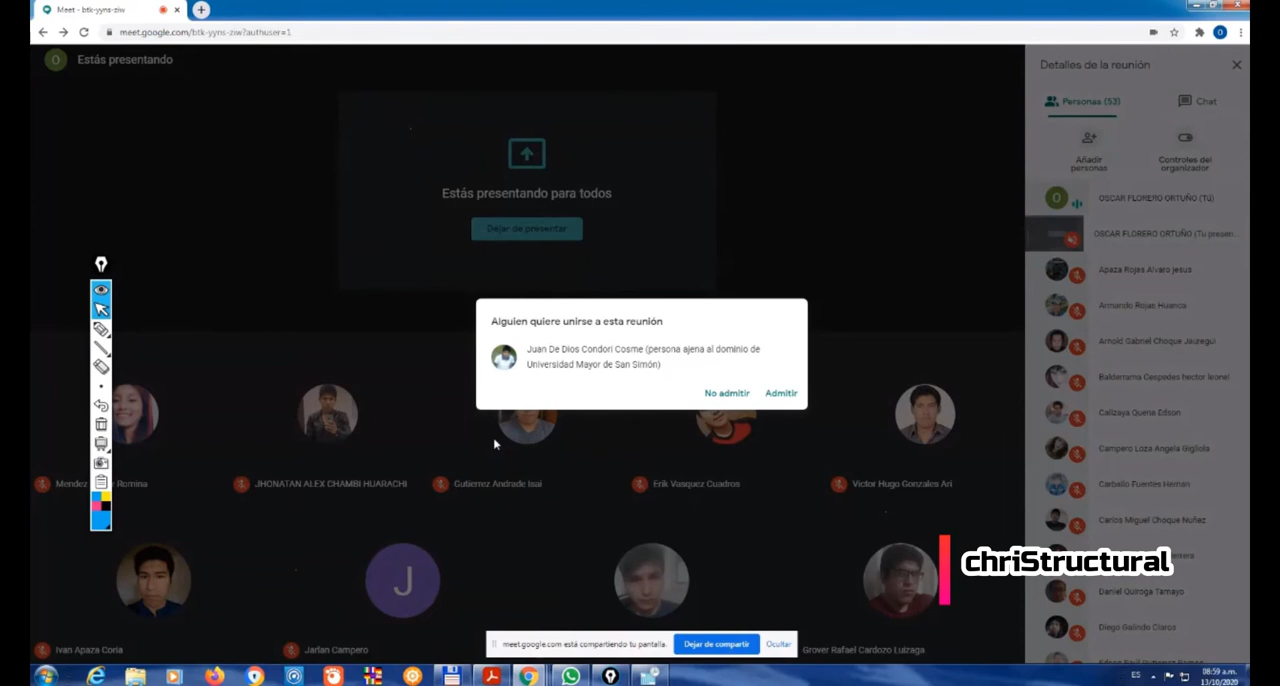 Meet - btk-yyns-ziw
meet.google.com/btk-yyns-ziw?authuser=1
O
O
Estás presentando
Estás presentando para todos
Dejar de presentar
Detalles de la reunión
Personas (53)
Chat
Añadir
personas
Controles del
organizador
O
OSCAR FLORERO ORTUÑO (Tú)
OSCAR FLORERO ORTUÑO (Tu presen...
Apaza Rojas Alvaro Jesus
Armando Rojas Huanca
Arnold Gabriel Choque Jauregui
Balderrama Cespedes hector leonel
Callizaya Quena Edson
Campero Loza Angela Gigliola
Carballo Fuentes Hernán
Carlos Miguel Choque Nuñez
Daniel Quiroga Tamayo
Diego Galindo Claros
Alguien quiere unirse a esta reunión
Juan De Dios Condori Cosme (persona ajena al dominio de
Universidad Mayor de San Simón)
No admitir
Admitir
Mendez
Romina
JHONATAN ALEX CHAMBI HUARACHI
Gutierrez Andrade Isai
Erik Vasquez Cuadros
Victor Hugo Gonzales Ari
J
chriStructural
Ivan Apaza Coria
Jarlan Campero
meet.google.com está compartiendo tu pantalla.
Dejar de compartir
Ocultar
Grover Rafael Cardozo Luizaga
ES
08:59 a.m.
13/10/2020